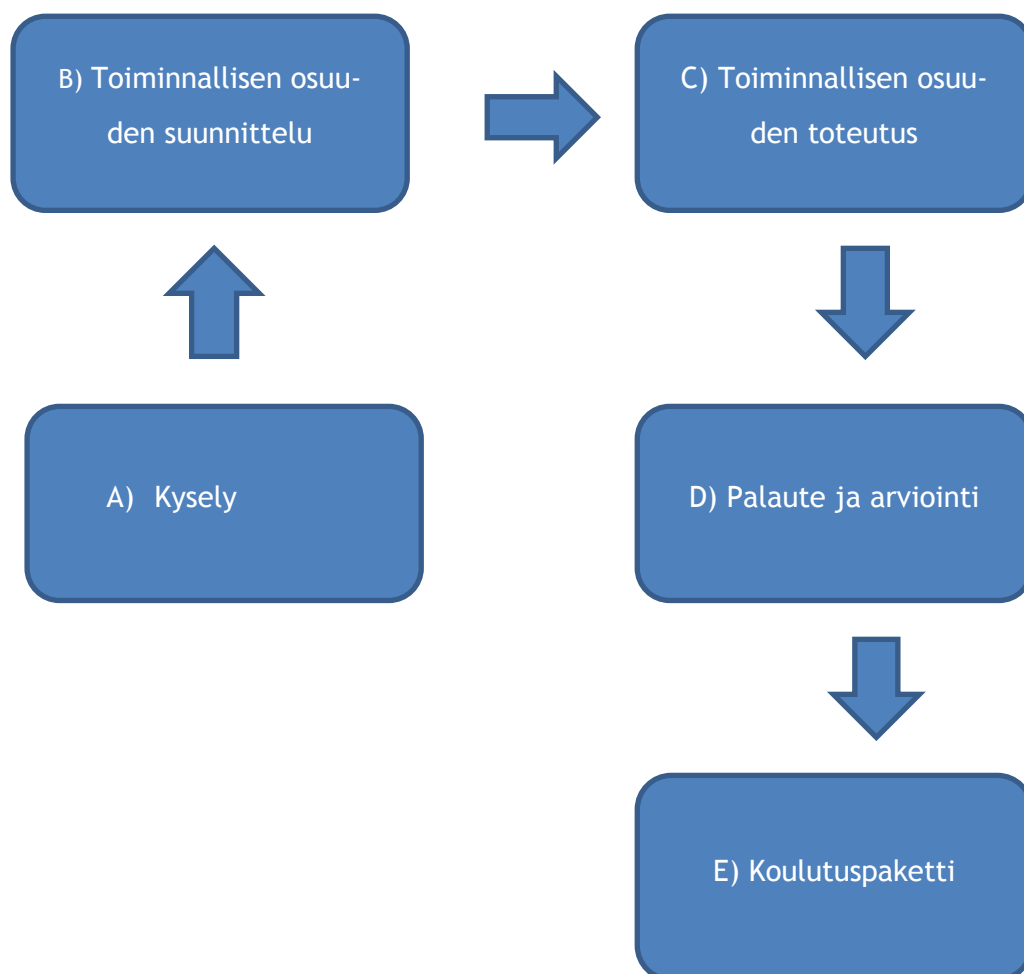 B) Toiminnallisen osuu-
den suunnittelu
C) Toiminnallisen osuu-
den toteutus
A) Kysely
D) Palaute ja arviointi
E) Koulutuspaketti